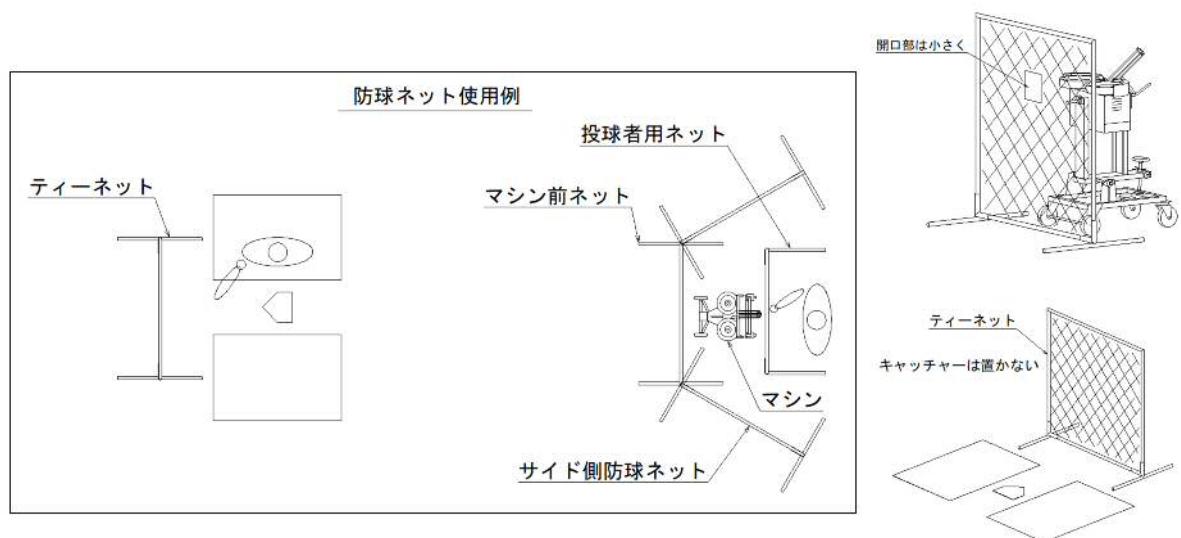 防球ネット使用例
投球者用ネット
ティーネット
マシン前ネット
マシン
サイド側防球ネット
開口部は小さく
ティーネット
キャッチャーは置かない